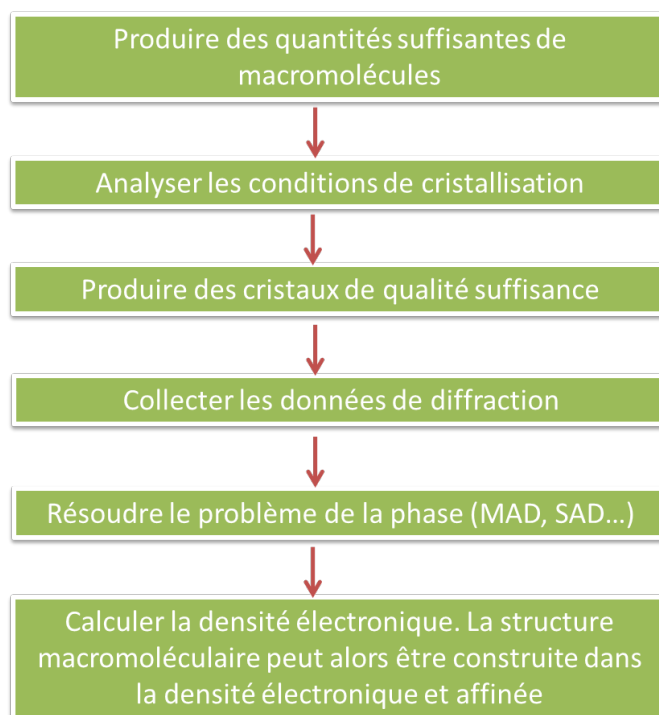 Produire des quantités suffisantes de
macromolécules
Analyser les conditions de cristallisation
Produire des cristaux de qualité suffisance
Collecter les données de diffraction
Résoudre le problème de la phase (MAD, SAD…)
Calculer la densité électronique. La structure
macromoléculaire peut alors être construite dans
la densité électronique et affinée